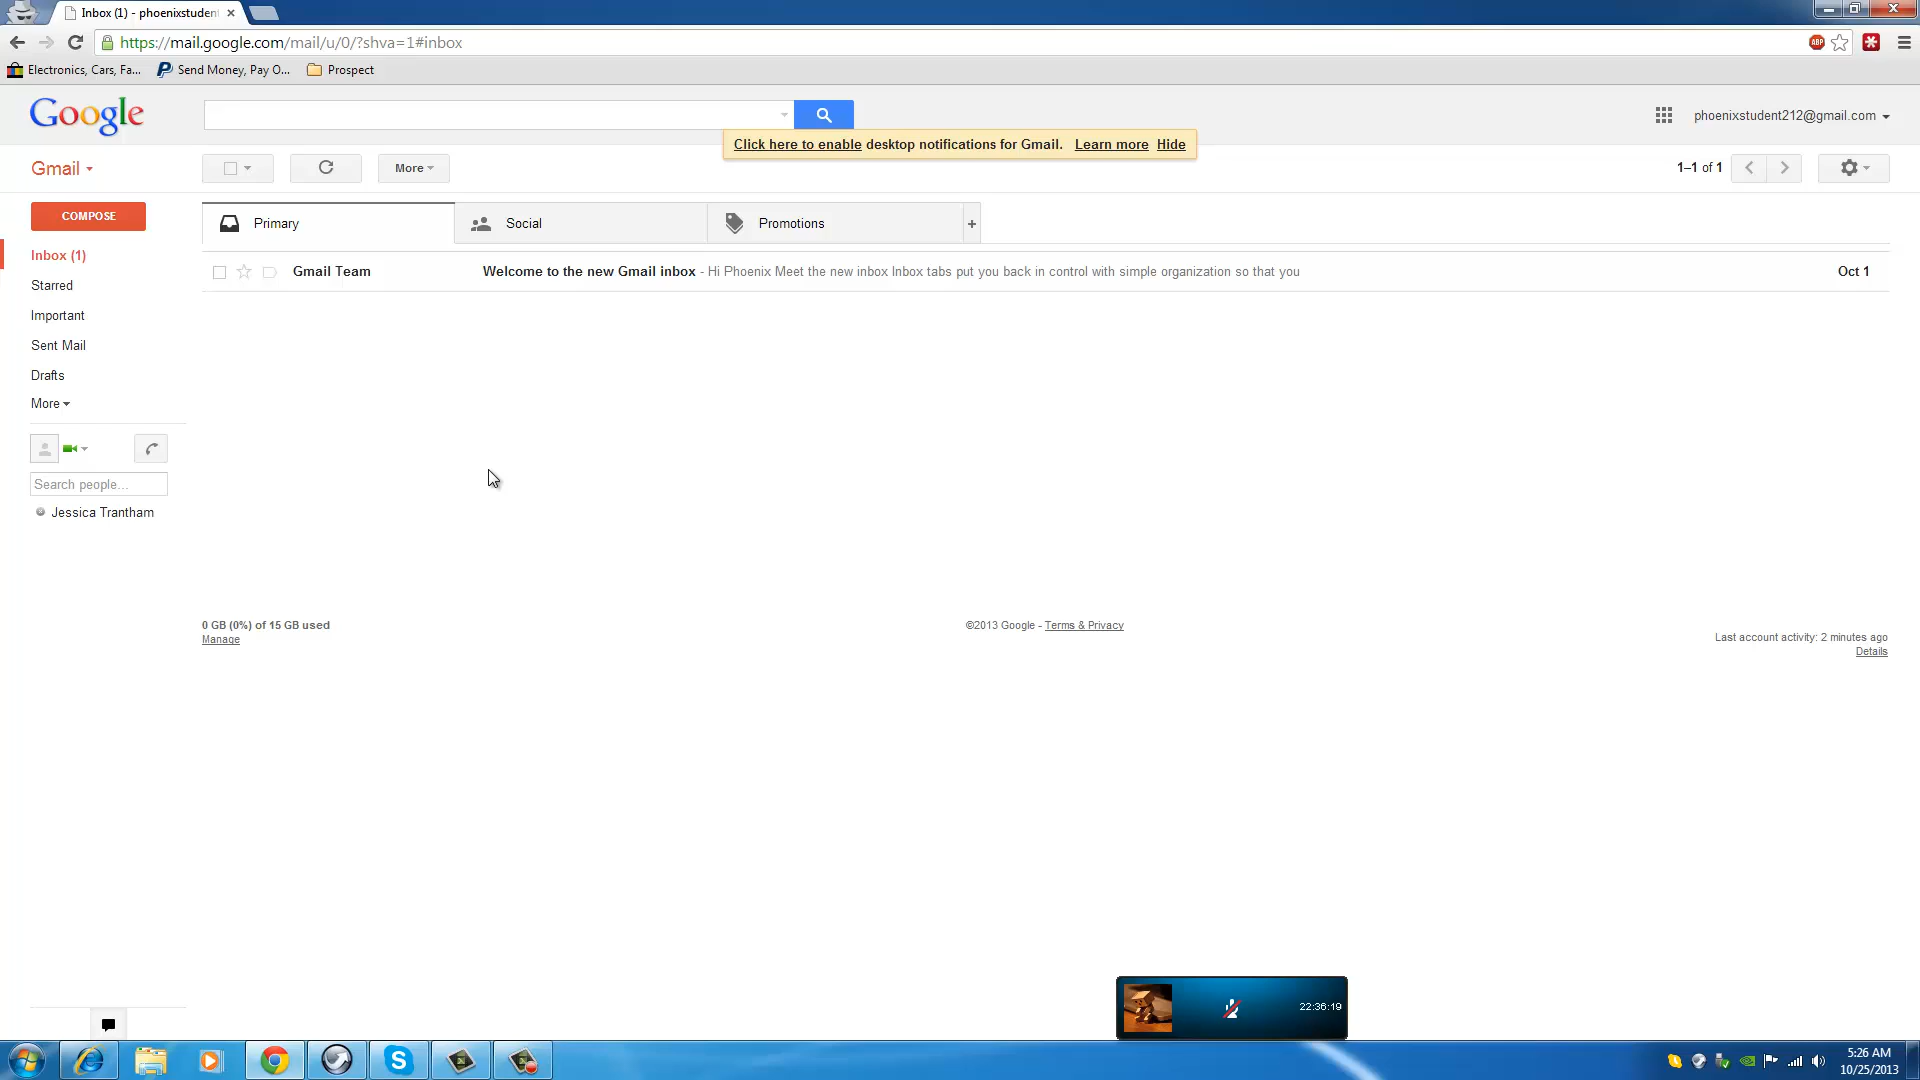 Inbox (1) - phoenixstudent
https://mail.google.com/mail/u/0/?shva=1#inbox
ABP
Electronics, Cars, Fa...
Send Money, Pay O...
Prospect
Google
phoenixstudent212@gmail.com
Click here to enable desktop notifications for Gmail. Learn more Hide
Gmail
More
1–1 of 1
COMPOSE
Primary
Social
Promotions
+
Inbox (1)
Gmail Team
Welcome to the new Gmail inbox - Hi Phoenix Meet the new inbox Inbox tabs put you back in control with simple organization so that you
Oct 1
Starred
Important
Sent Mail
Drafts
More
Search people...
Jessica Trantham
0 GB (0%) of 15 GB used
Manage
©2013 Google - Terms & Privacy
Last account activity: 2 minutes ago
Details
22:36:19
5:26 AM
10/25/2013